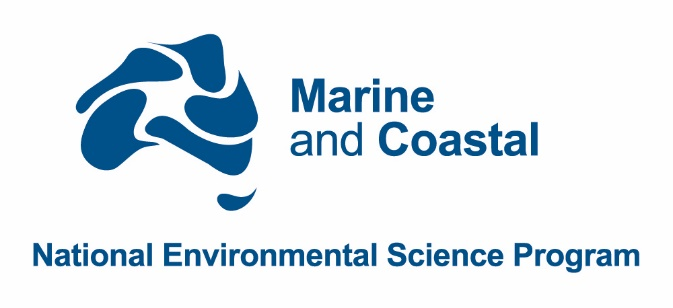 Marine
and Coastal
National Environmental Science Program